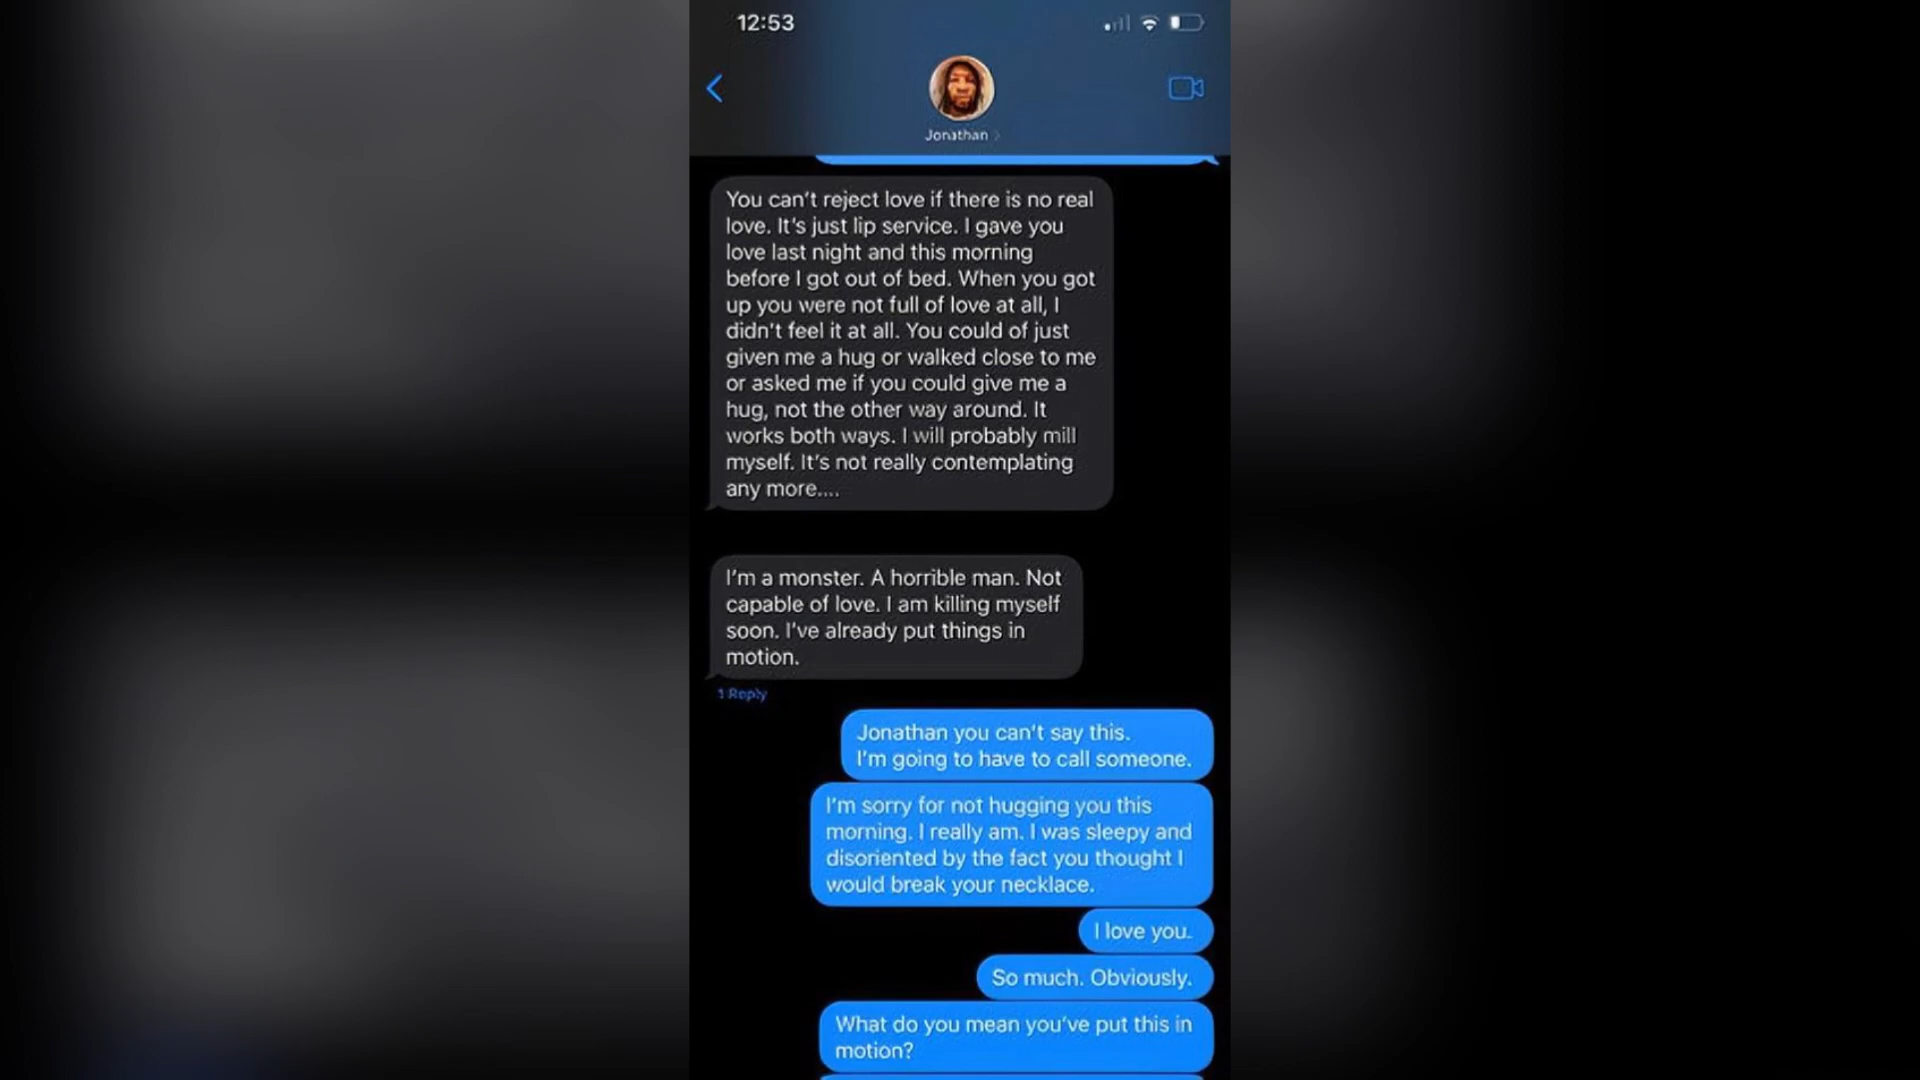 12:53
Jonathan
You can't reject love if there is no real
love. It's just lip service. I gave you
love last night and this morning
before I got out of bed. When you got
up you were not full of love at all, I
didn't feel it at all. You could of just
given me a hug or walked close to me
or asked me if you could give me a
hug, not the other way around. It
works both ways. I will probably mill
myself. It's not really contemplating
any more....
I'm a monster. A horrible man. Not
capable of love. I am killing myself
soon. I've already put things in
motion.
1 Reply
Jonathan you can't say this.
I'm going to have to call someone.
I'm sorry for not hugging you this
morning. I really am. I was sleepy and
disoriented by the fact you thought I
would break your necklace.
I love you.
So much. Obviously.
What do you mean you've put this in
motion?